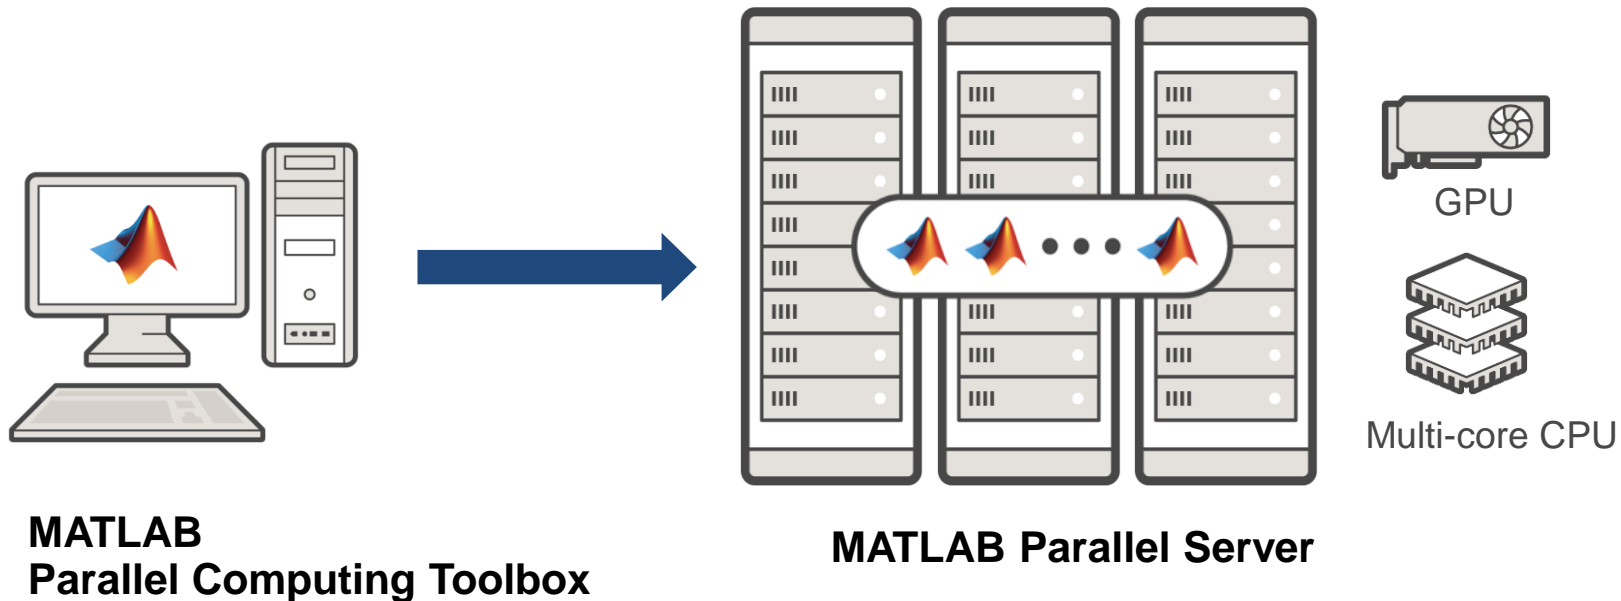 GPU
Multi-core CPU
MATLAB
Parallel Computing Toolbox
MATLAB Parallel Server